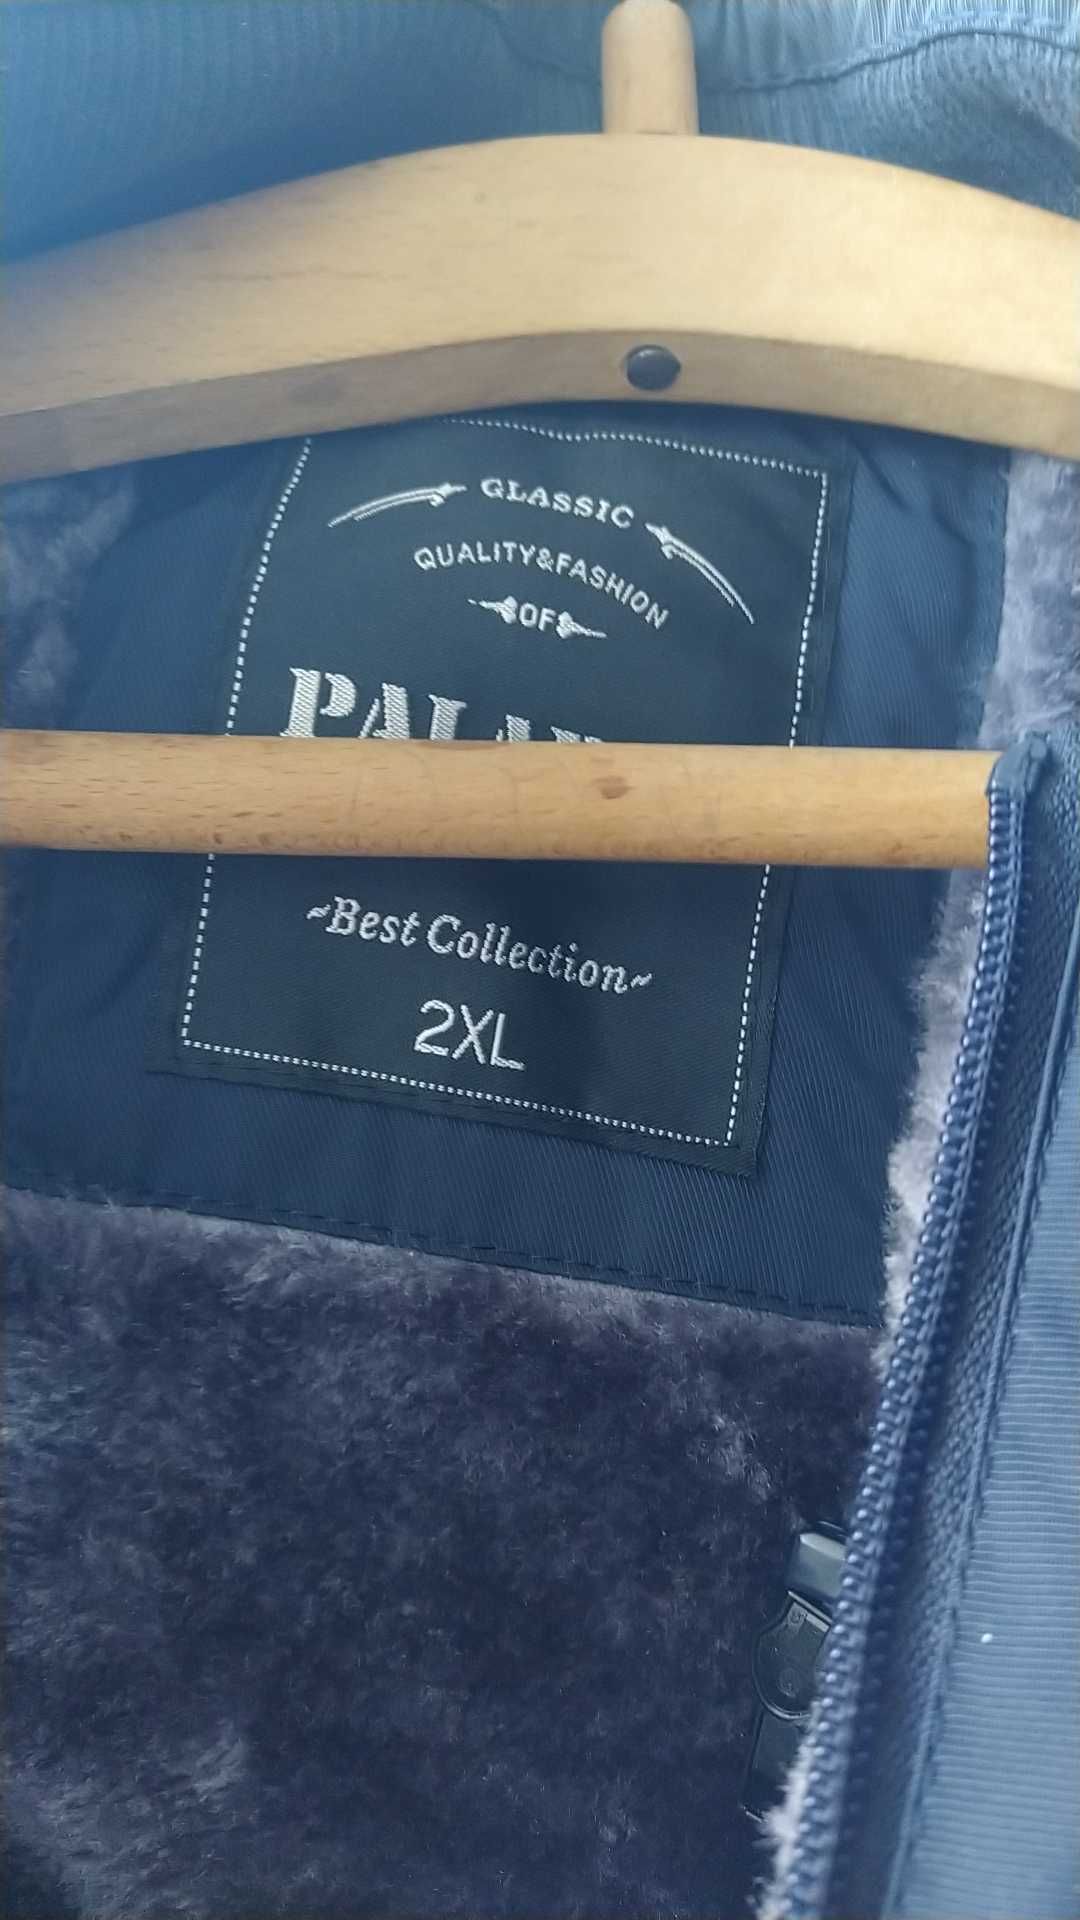 GLASSIC
QUALITY&FASHION
OF
~Best Collection~
2XL